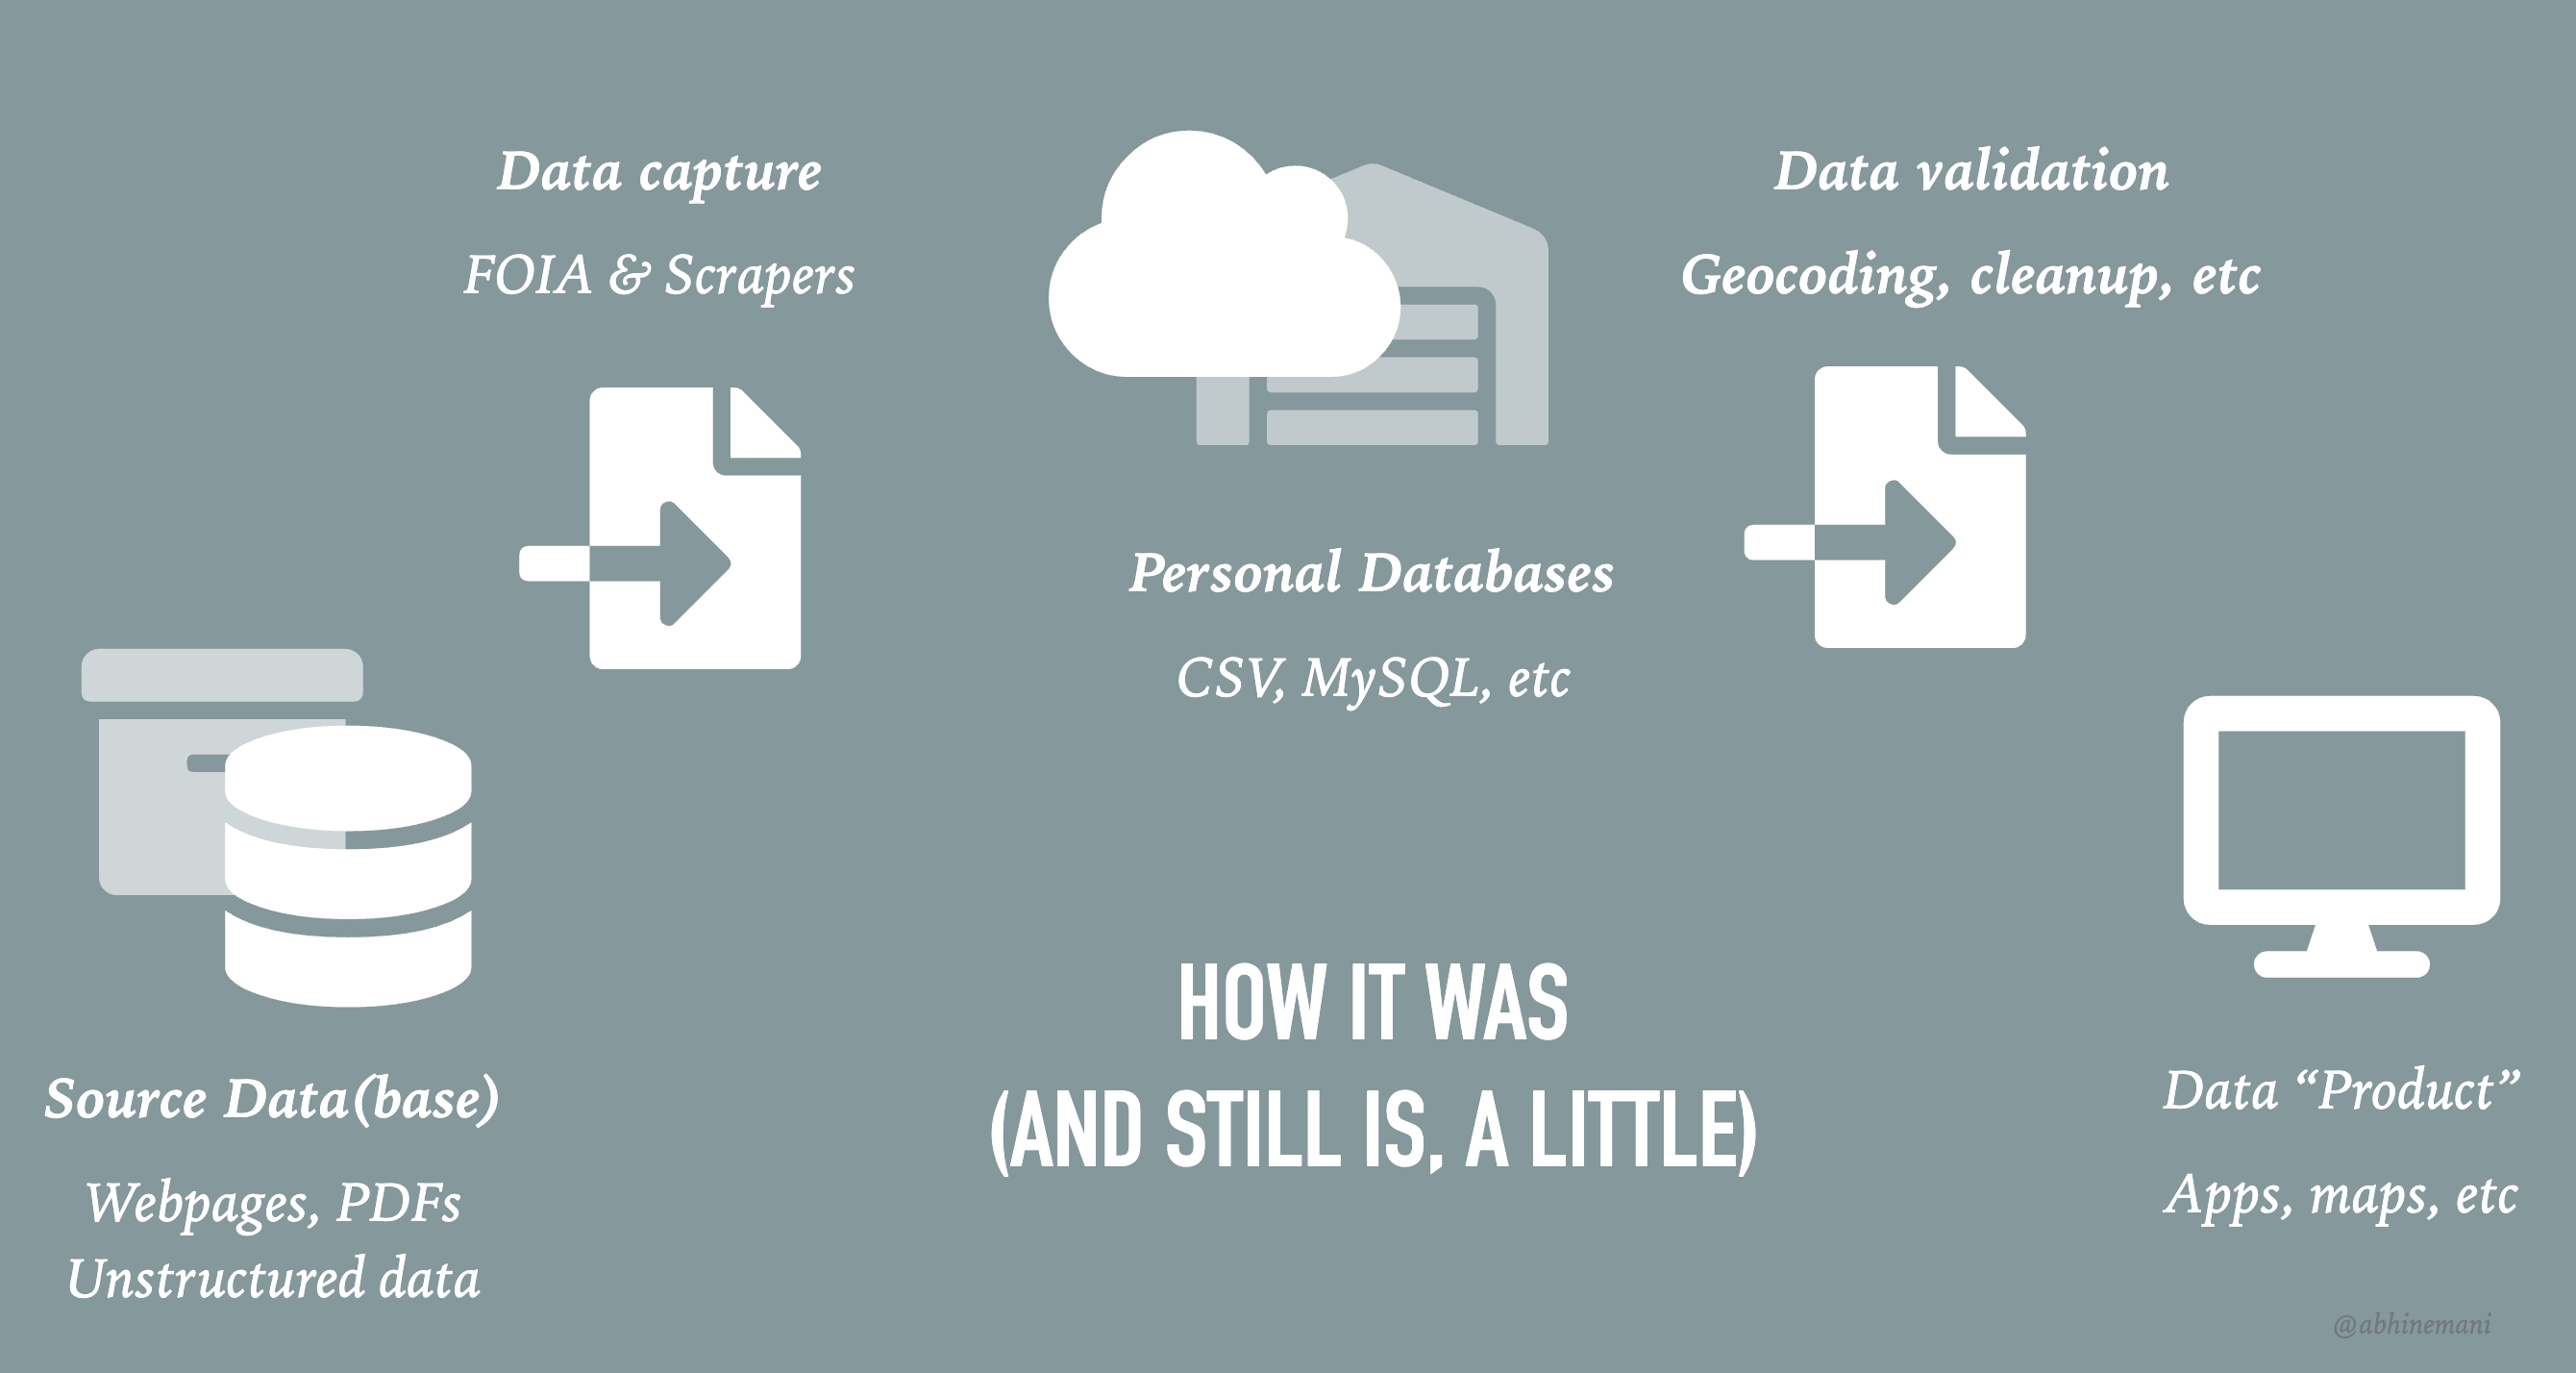 Data capture
FOIA & Scrapers
Data validation
Geocoding, cleanup, etc
Personal Databases
CSV, MySQL, etc
Source Data(base)
Webpages, PDFs
Unstructured data
HOW IT WAS
(AND STILL IS, A LITTLE)
Data “Product”
Apps, maps, etc
@abhinemani